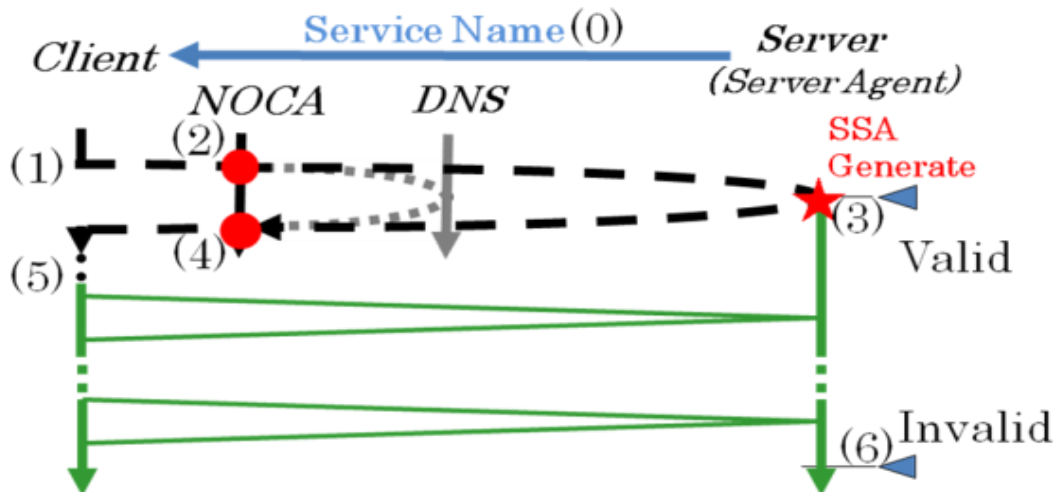 Service Name (0)
Client
Server
(Server Agent)
NOCA
DNS
SSA
Generate
(1)
(2)
(3)
(4)
Valid
(5)
Invalid
(6)